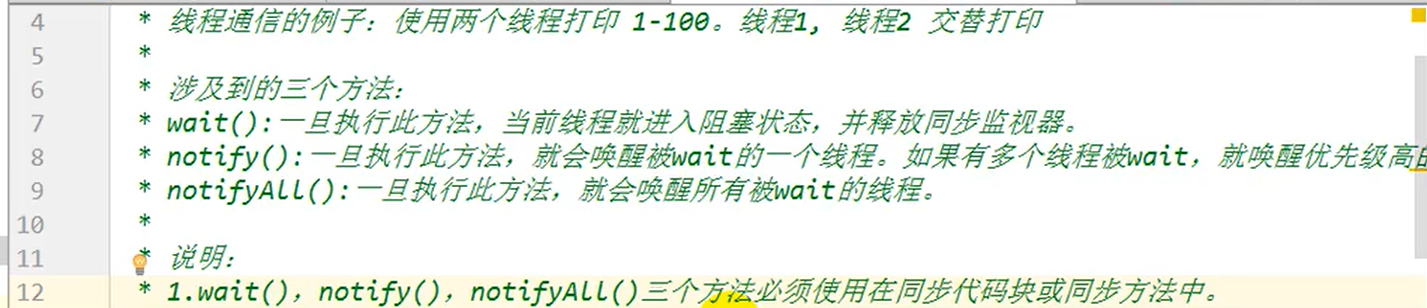 4 * 线程通信的例子：使用两个线程打印 1-100。线程1, 线程2 交替打印
5 *
6 * 涉及到的三个方法：
7 * wait():一旦执行此方法，当前线程就进入阻塞状态，并释放同步监视器。
8 * notify():一旦执行此方法，就会唤醒被wait的一个线程。如果有多个线程被wait，就唤醒优先级高的
9 * notifyAll():一旦执行此方法，就会唤醒所有被wait的线程。
10 *
11 * 说明：
12 * 1.wait()，notify()，notifyAll()三个方法必须使用在同步代码块或同步方法中。